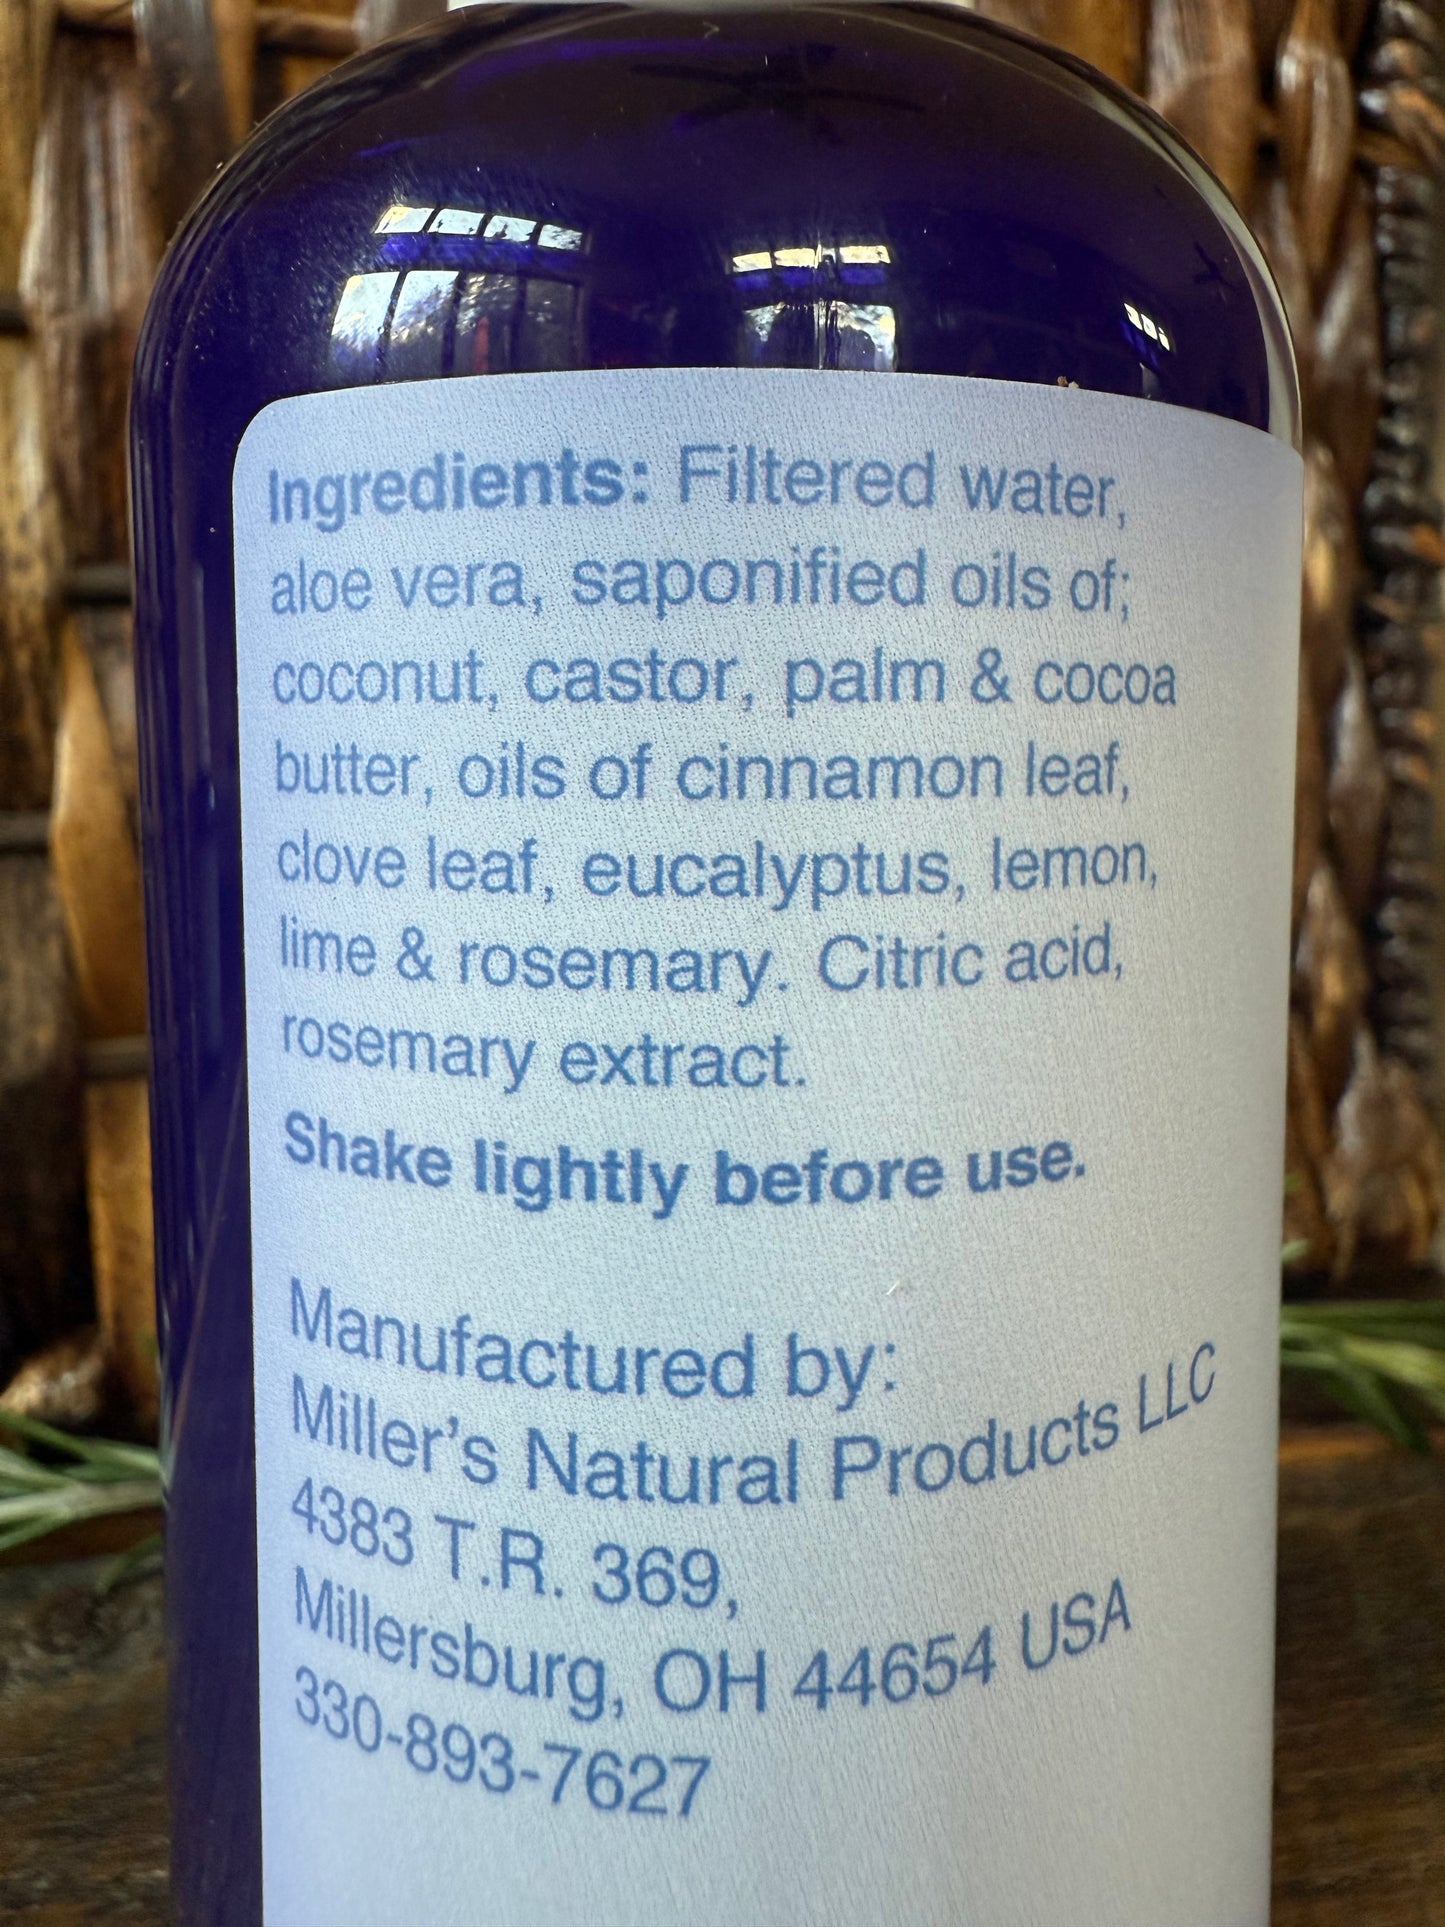 Ingredients: Filtered water,
aloe vera, saponified oils of;
coconut, castor, palm & cocoa
butter, oils of cinnamon leaf,
clove leaf, eucalyptus, lemon,
lime & rosemary. Citric acid,
rosemary extract.
Shake lightly before use.
Manufactured by:
Miller's Natural Products LLC
4383 T.R. 369,
Millersburg, OH 44654 USA
330-893-7627